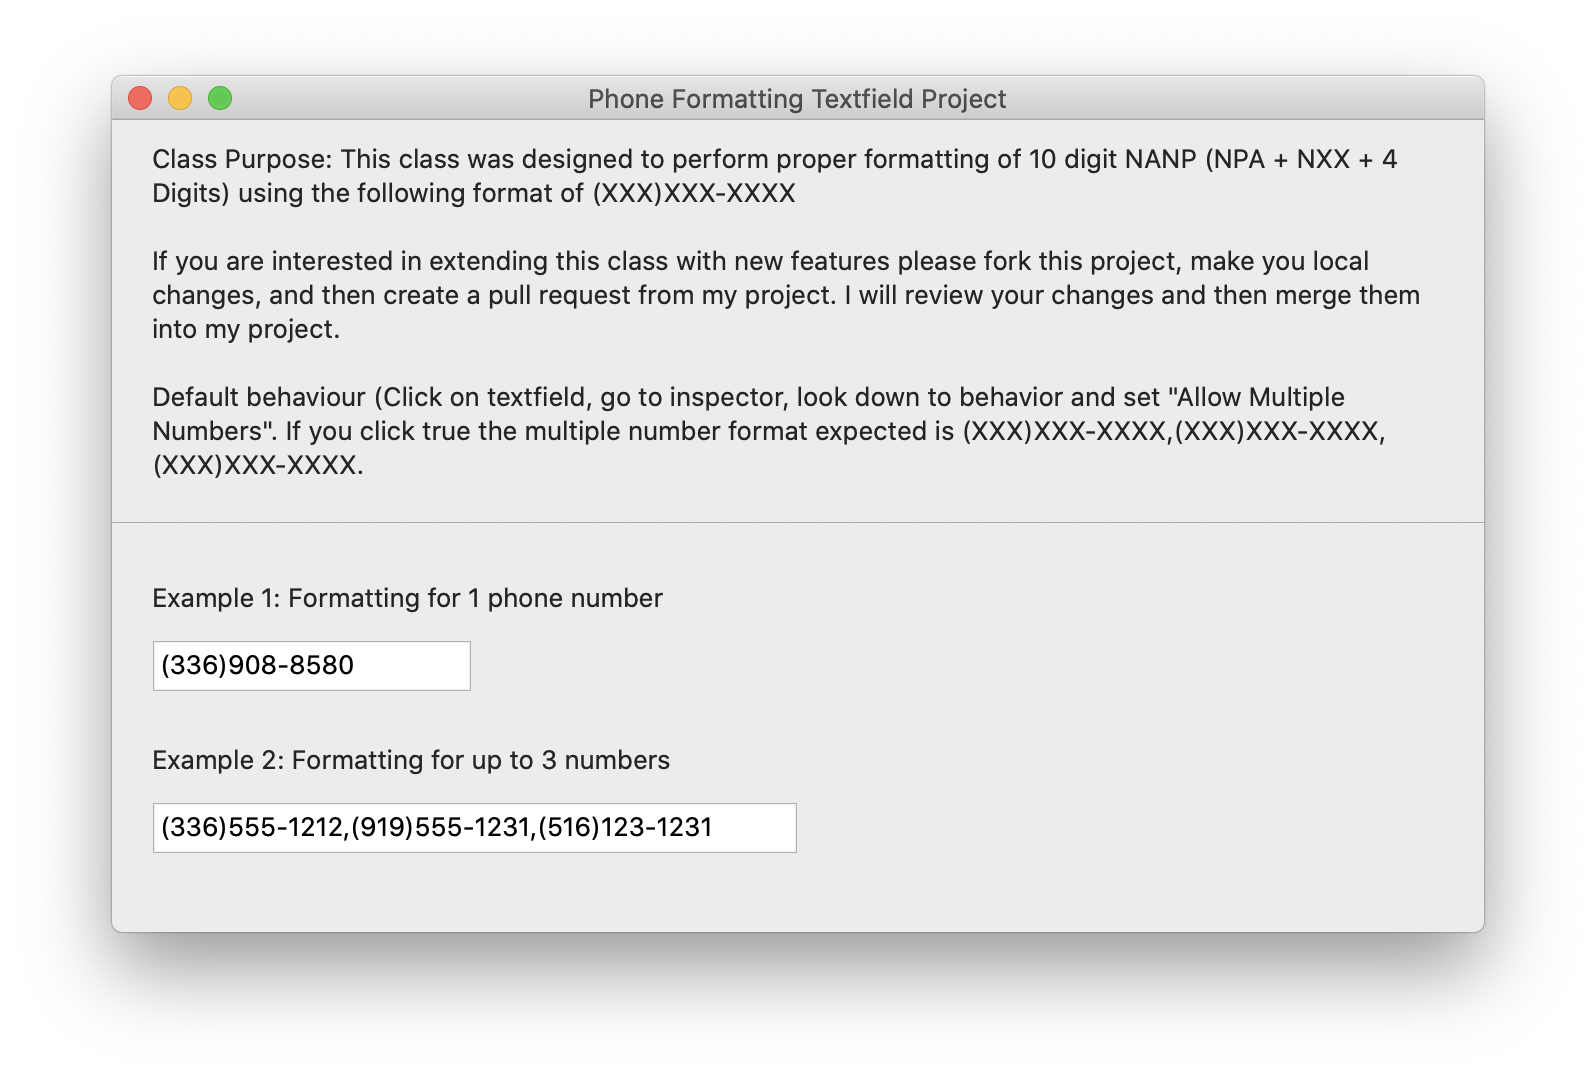 Phone Formatting Textfield Project
Class Purpose: This class was designed to perform proper formatting of 10 digit NANP (NPA + NXX + 4
Digits) using the following format of (XXX)XXX-XXXX
If you are interested in extending this class with new features please fork this project, make you local
changes, and then create a pull request from my project. I will review your changes and then merge them
into my project.
Default behaviour (Click on textfield, go to inspector, look down to behavior and set "Allow Multiple
Numbers". If you click true the multiple number format expected is (XXX)XXX-XXXX,(XXX)XXX-XXXX,
(XXX)XXX-XXXX.
Example 1: Formatting for 1 phone number
(336)908-8580
Example 2: Formatting for up to 3 numbers
(336)555-1212,(919)555-1231,(516)123-1231